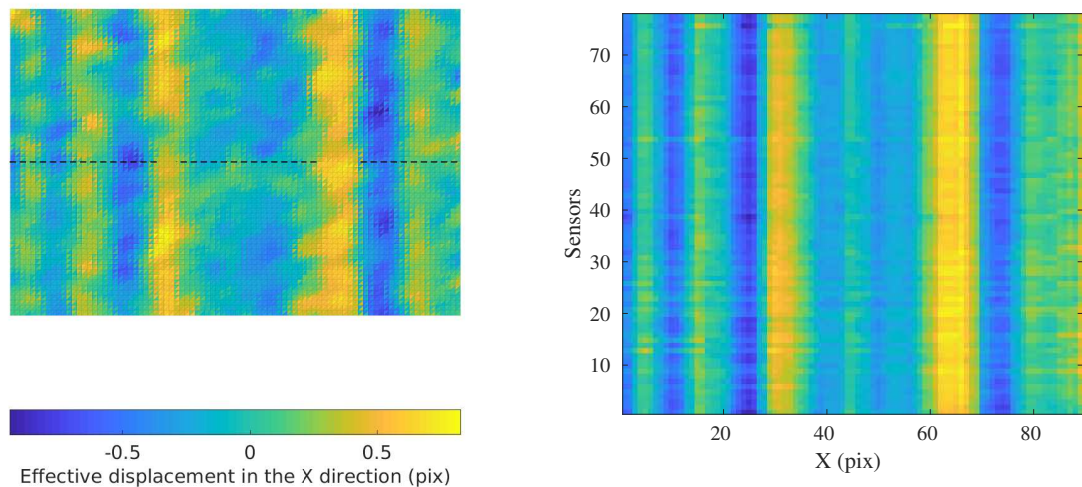 -0.5 0 0.5
Effective displacement in the X direction (pix)
70
60
50
40
30
20
10
Sensors
20 40 60 80
X (pix)